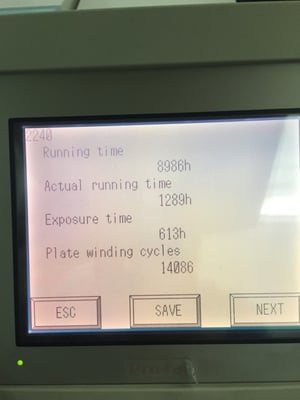 2240
Running time
8986h
Actual running time
1289h
Exposure time
613h
Plate winding cycles
14086
ESC SAVE NEXT